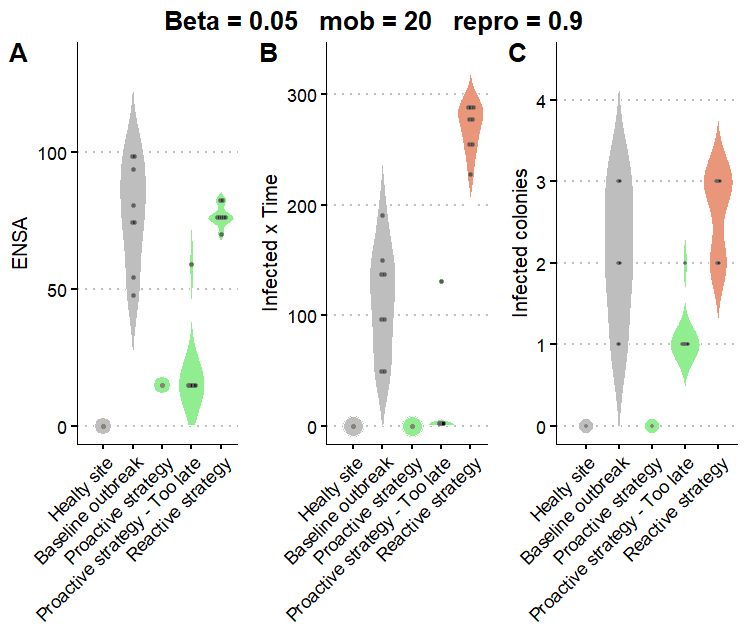 Beta = 0.05   mob = 20   repro = 0.9
A
ENSA
100
50
0
Healty site
Baseline outbreak
Proactive strategy
Proactive strategy - Too late
Reactive strategy
B
Infected x Time
300
200
100
0
Healty site
Baseline outbreak
Proactive strategy
Proactive strategy - Too late
Reactive strategy
C
Infected colonies
4
3
2
1
0
Healty site
Baseline outbreak
Proactive strategy
Proactive strategy - Too late
Reactive strategy